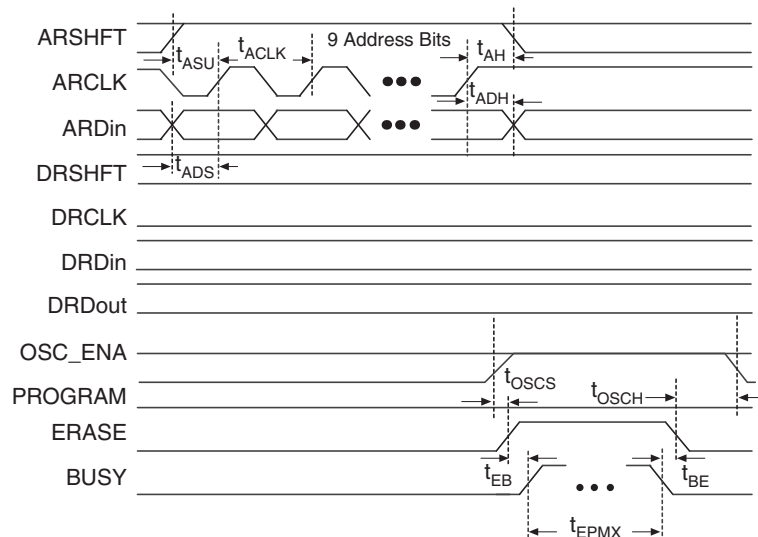 ARSHFT
tASU
tACLK
9 Address Bits
tAH
ARCLK
tADH
ARDin
tADS
DRSHFT
DRCLK
DRDin
DRDout
OSC_ENA
tOSCS
PROGRAM
tOSCH
ERASE
tEB
tBE
BUSY
tEPMX